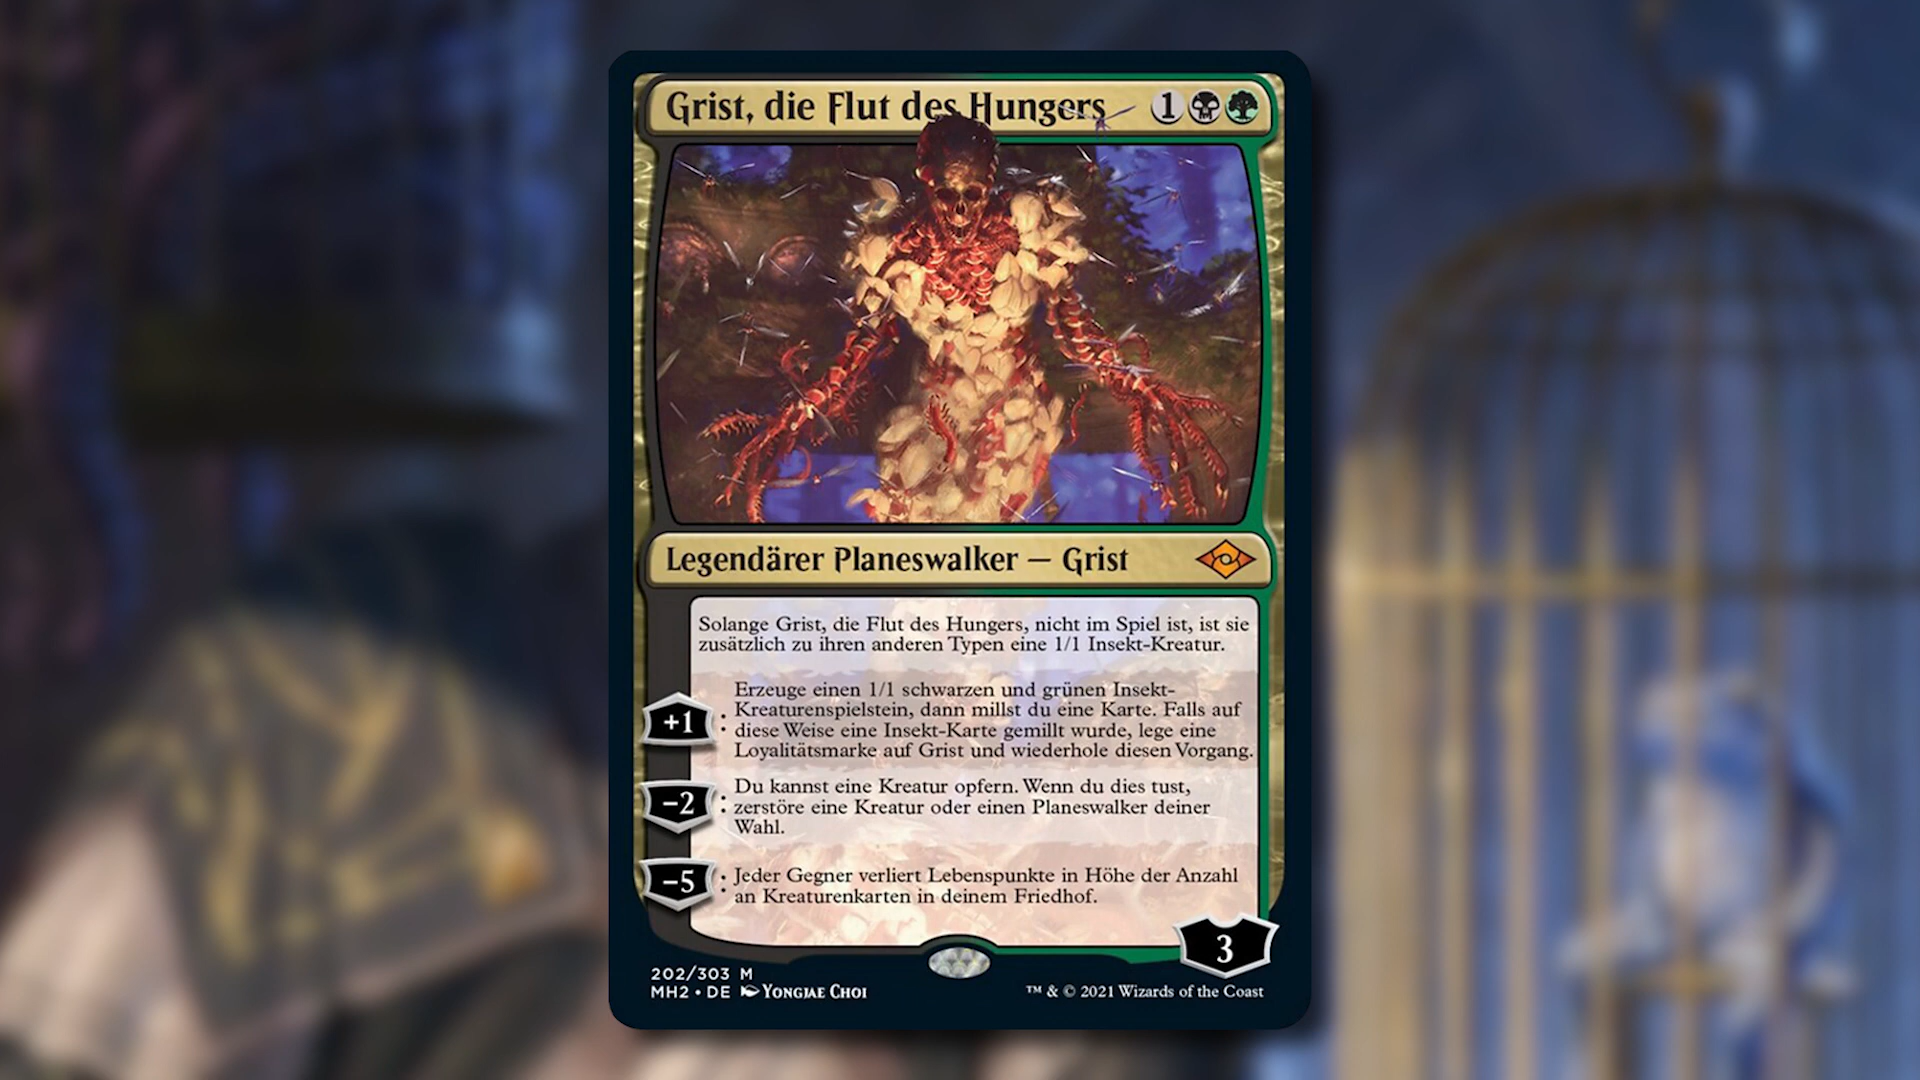 Grist, die Flut des Hungers 1
Legendärer Planeswalker — Grist
Solange Grist, die Flut des Hungers, nicht im Spiel ist, ist sie
zusätzlich zu ihren anderen Typen eine 1/1 Insekt-Kreatur.
+1: Erzeuge einen 1/1 schwarzen und grünen Insekt-
Kreaturenspielstein, dann millst du eine Karte. Falls auf
diese Weise eine Insekt-Karte gemillt wurde, lege eine
Loyalitätsmarke auf Grist und wiederhole diesen Vorgang.
−2: Du kannst eine Kreatur opfern. Wenn du dies tust,
zerstöre eine Kreatur oder einen Planeswalker deiner
Wahl.
−5: Jeder Gegner verliert Lebenspunkte in Höhe der Anzahl
an Kreaturenkarten in deinem Friedhof.
3
202/303 M
MH2 • DE Yongjae Choi
™ & © 2021 Wizards of the Coast